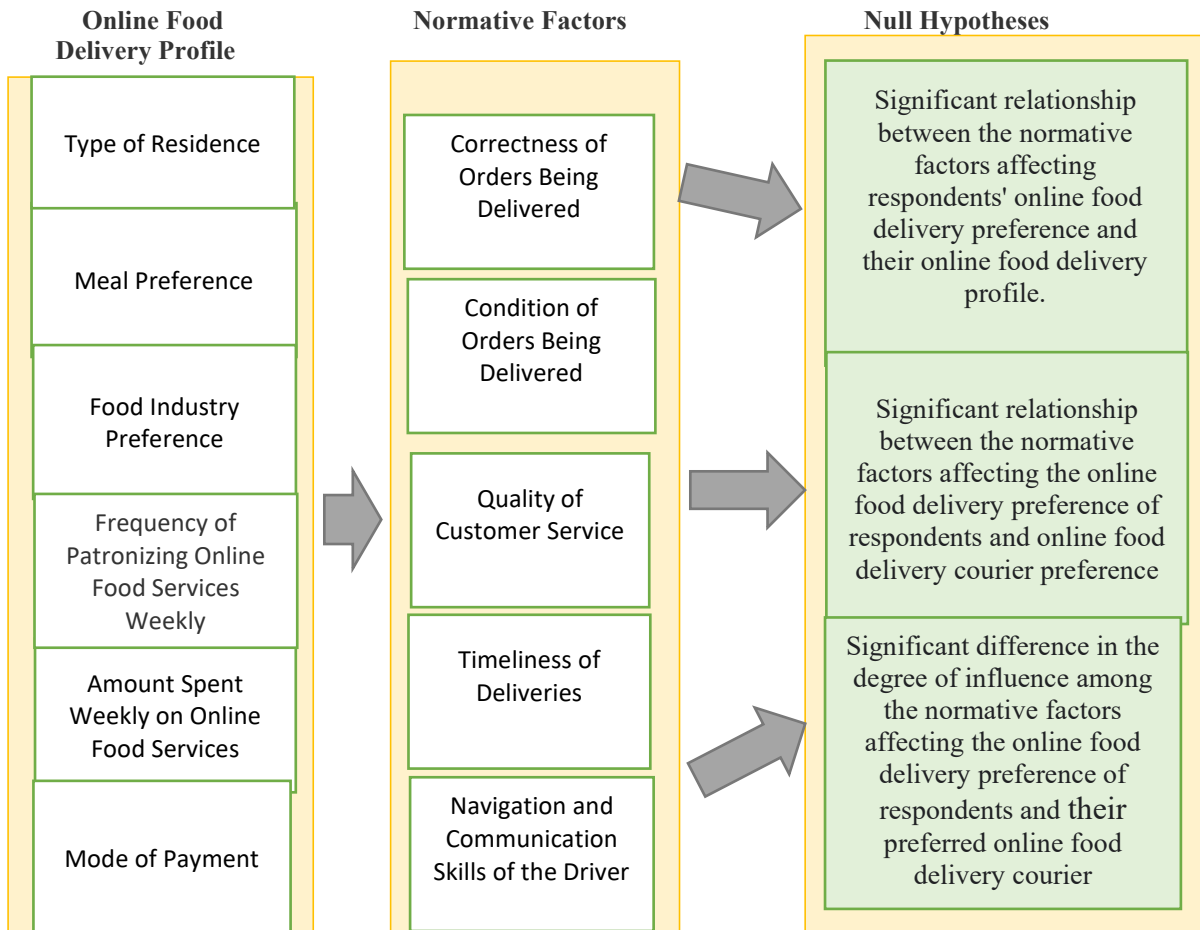 Online Food
Delivery Profile
Type of Residence
Meal Preference
Food Industry
Preference
Frequency of
Patronizing Online
Food Services
Weekly
Amount Spent
Weekly on Online
Food Services
Mode of Payment
Normative Factors
Correctness of
Orders Being
Delivered
Condition of
Orders Being
Delivered
Quality of
Customer Service
Timeliness of
Deliveries
Navigation and
Communication
Skills of the Driver
Null Hypotheses
Significant relationship
between the normative
factors affecting
respondents' online food
delivery preference and
their online food delivery
profile.
Significant relationship
between the normative
factors affecting the online
food delivery preference of
respondents and online food
delivery courier preference
Significant difference in the
degree of influence among
the normative factors
affecting the online food
delivery preference of
respondents and their
preferred online food
delivery courier